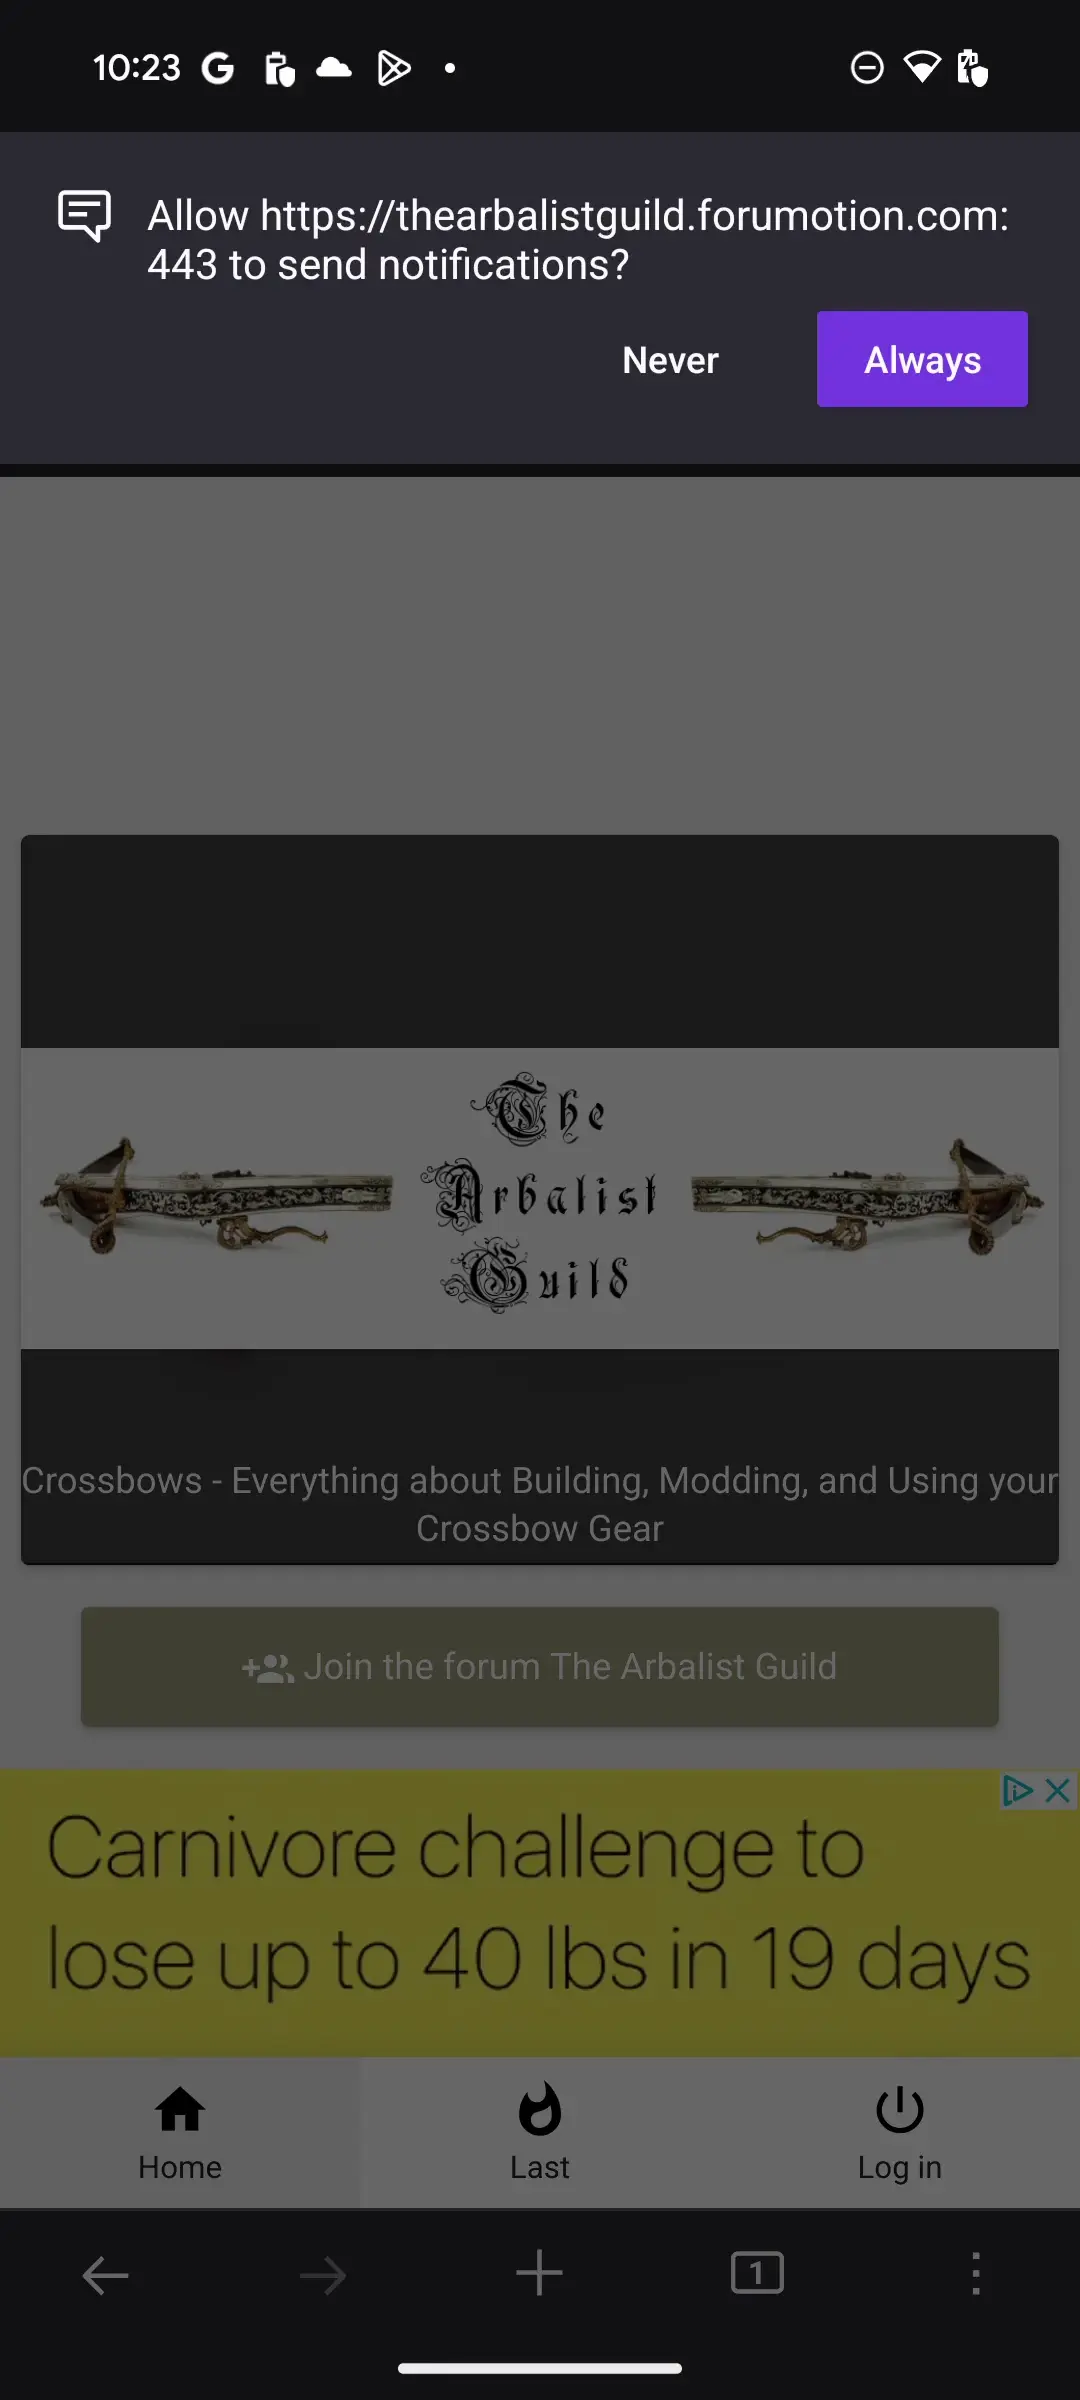 10:23
Allow https://thearbalistguild.forumotion.com:
443 to send notifications?
Never
Always
The
Arbalist
Guild
Crossbows - Everything about Building, Modding, and Using your
Crossbow Gear
Join the forum The Arbalist Guild
Carnivore challenge to
lose up to 40 lbs in 19 days
Home
Last
Log in
1